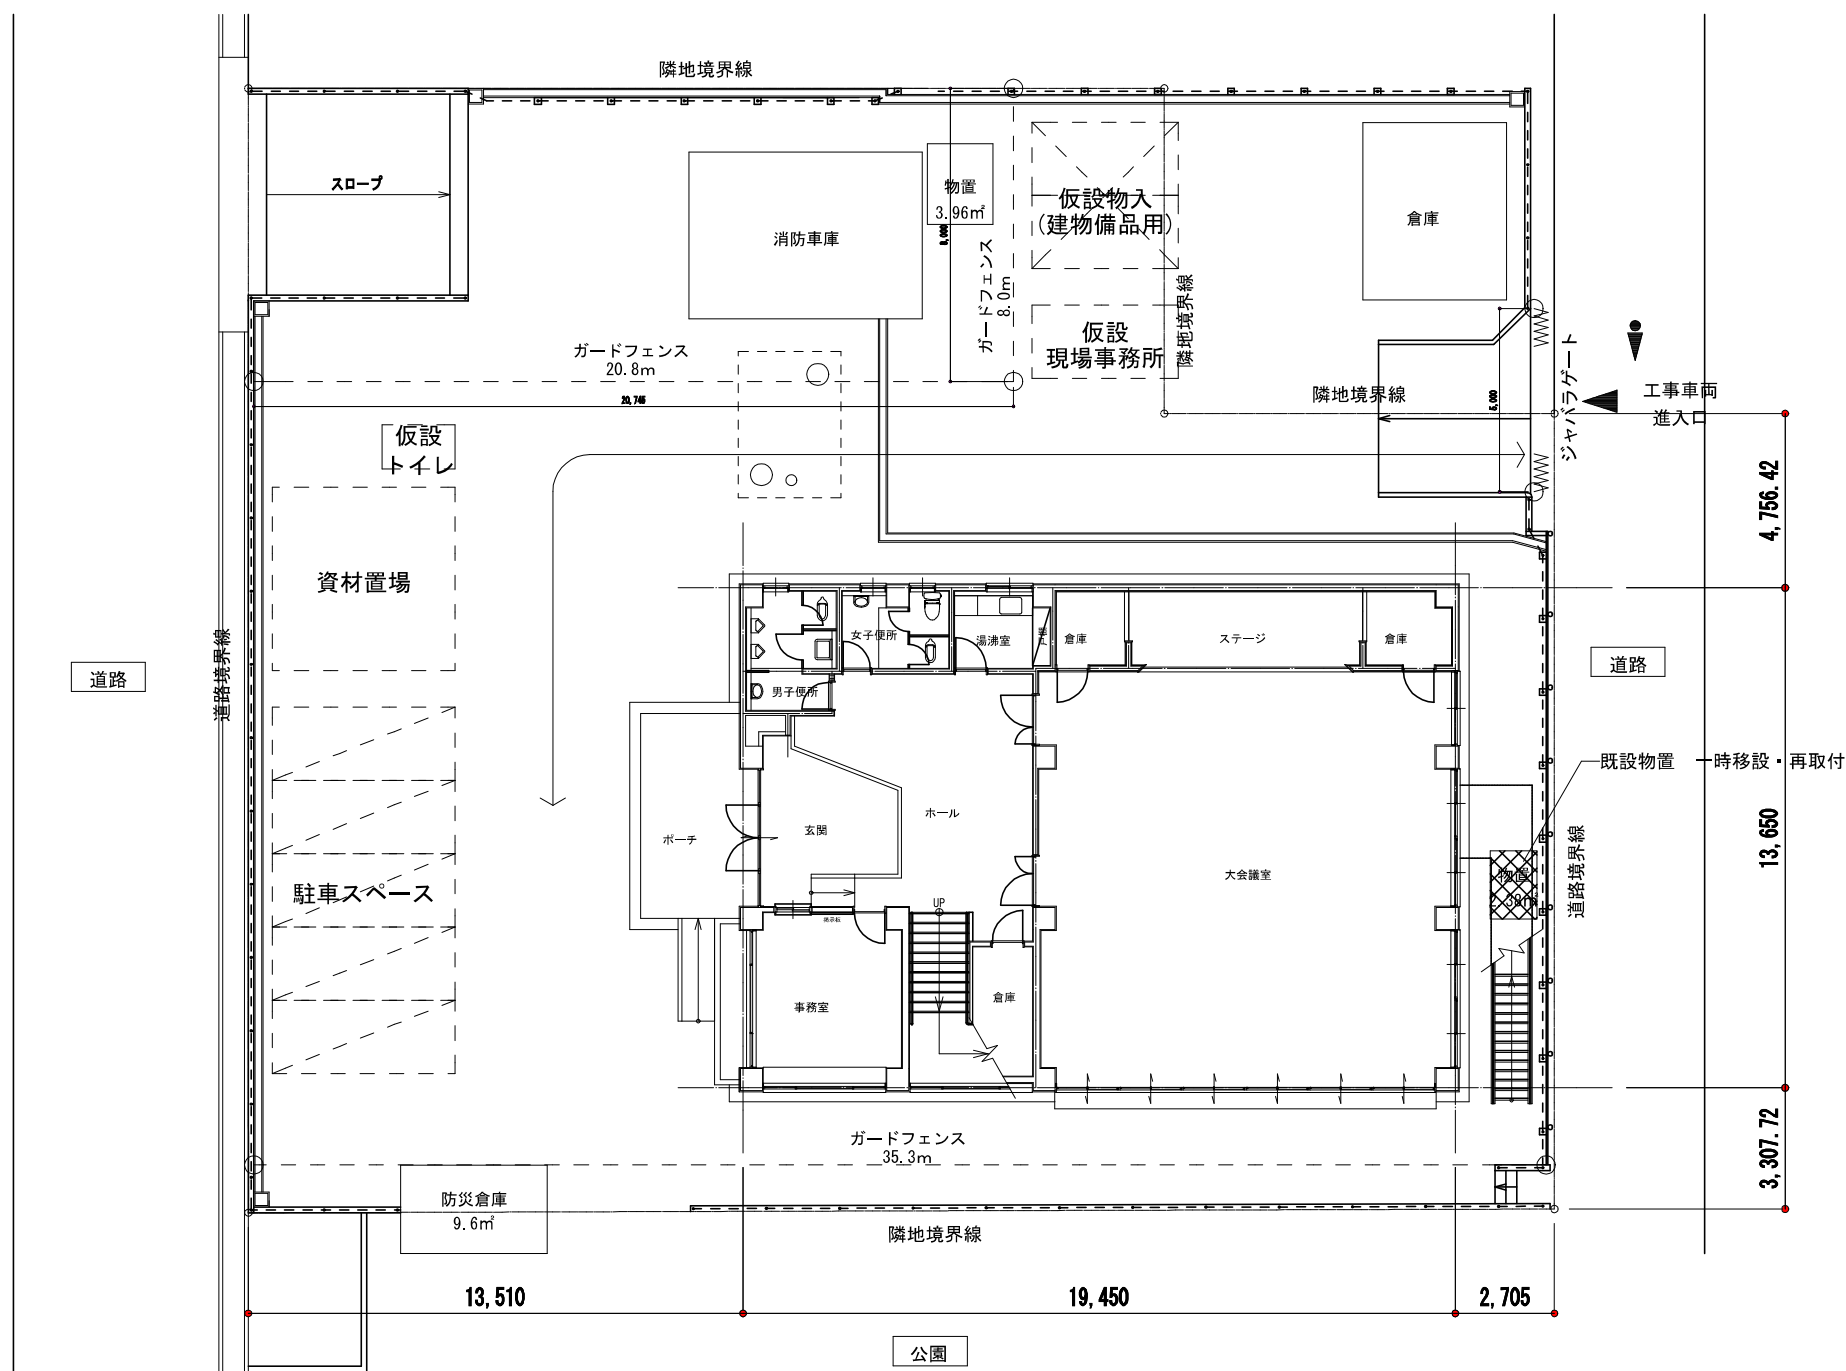 隣地境界線
スロープ
消防車庫
物置
3.96㎡
8,000
ガードフェンス
8.0m
仮設物入
(建物備品用)
仮設
現場事務所
隣地境界線
倉庫
ガードフェンス
20.8m
20,745
隣地境界線
5,000
ジャバラゲート
工事車両
進入口
仮設
トイレ
資材置場
駐車スペース
道路
道路境界線
女子便所
男子便所
湯沸室
倉庫
ステージ
倉庫
ポーチ
玄関
ホール
大会議室
掲示板
UP
事務室
倉庫
道路
既設物置 一時移設・再取付
物置
道路境界線
ガードフェンス
35.3m
防災倉庫
9.6㎡
隣地境界線
4,756.42
13,650
3,307.72
13,510
19,450
2,705
公園